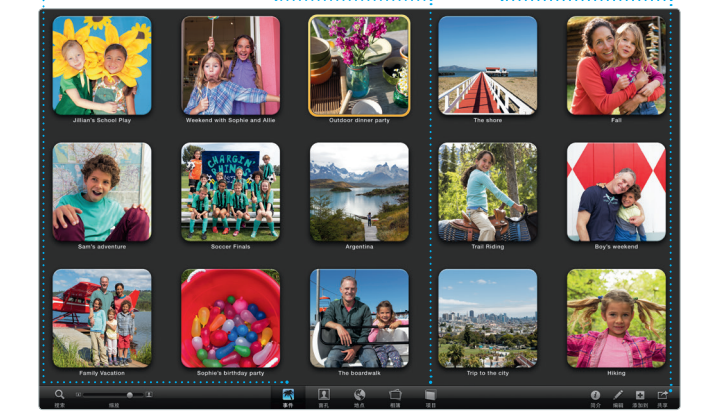 Jillian's School Play
Weekend with Sophie and Allie
Outdoor dinner party
The shore
Fall
CHARGIN'
Sam's adventure
Soccer Finals
Argentina
Trail Riding
Boy's weekend
Family Vacation
Sophie's birthday party
The boardwalk
Trip to the city
Hiking
搜索
缩放
事件
面孔
地点
相簿
项目
简介
编辑
添加到
共享